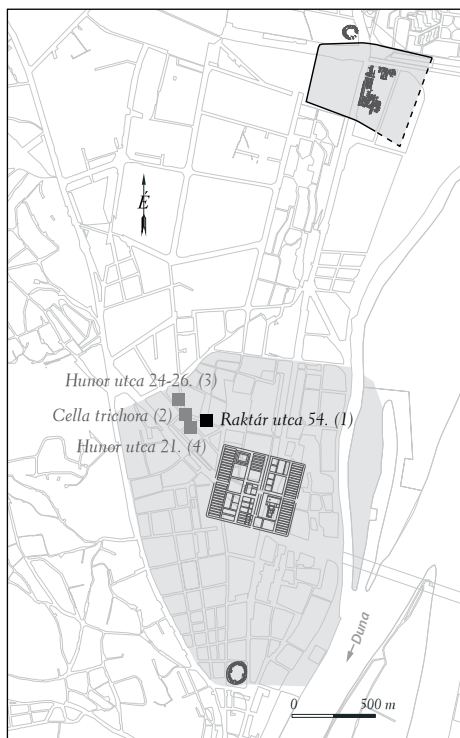 É
Hunor utca 24-26. (3)
Cella trichora (2)
Raktár utca 54. (1)
Hunor utca 21. (4)
Duna
0 500 m